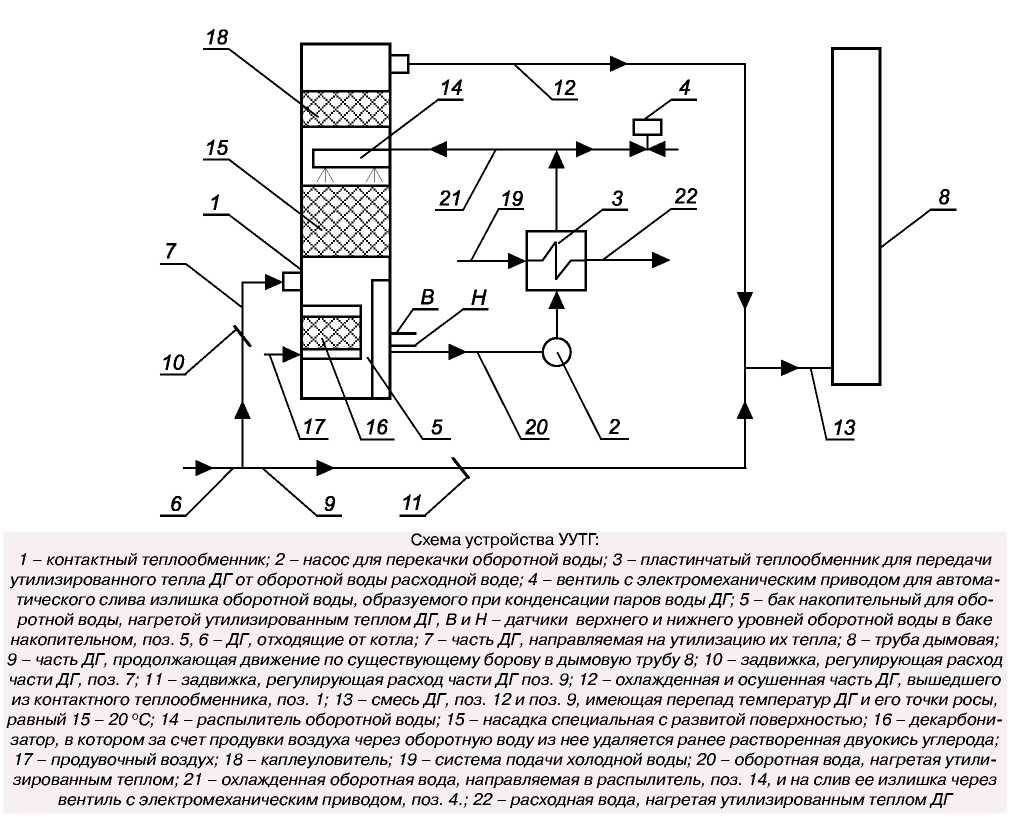 18
14
12
4
15
1
21
19
3
22
8
7
В
Н
10
17
16
5
20
2
13
6
9
11
Схема устройства УУТГ:
1 – контактный теплообменник; 2 – насос для перекачки оборотной воды; 3 – пластинчатый теплообменник для передачи
утилизированного тепла ДГ от оборотной воды расходной воде; 4 – вентиль с электромеханическим приводом для автома-
тического слива излишка оборотной воды, образуемого при конденсации паров воды ДГ; 5 – бак накопительный для обо-
ротной воды, нагретой утилизированным теплом ДГ, В и Н – датчики верхнего и нижнего уровней оборотной воды в баке
накопительном, поз. 5, 6 – ДГ, отходящие от котла; 7 – часть ДГ, направляемая на утилизацию их тепла; 8 – труба дымовая;
9 – часть ДГ, продолжающая движение по существующему борову в дымовую трубу 8; 10 – задвижка, регулирующая расход
части ДГ, поз. 7; 11 – задвижка, регулирующая расход части ДГ поз. 9; 12 – охлажденная и осушенная часть ДГ, вышедшего
из контактного теплообменника, поз. 1; 13 – смесь ДГ, поз. 12 и поз. 9, имеющая перепад температур ДГ и его точки росы,
равный 15 – 20 °С; 14 – распылитель оборотной воды; 15 – насадка специальная с развитой поверхностью; 16 – декарбони-
затор, в котором за счет продувки воздуха через оборотную воду из нее удаляется ранее растворенная двуокись углерода;
17 – продувочный воздух; 18 – каплеуловитель; 19 – система подачи холодной воды; 20 – оборотная вода, нагретая утили-
зированным теплом; 21 – охлажденная оборотная вода, направляемая в распылитель, поз. 14, и на слив ее излишка через
вентиль с электромеханическим приводом, поз. 4.; 22 – расходная вода, нагретая утилизированным теплом ДГ